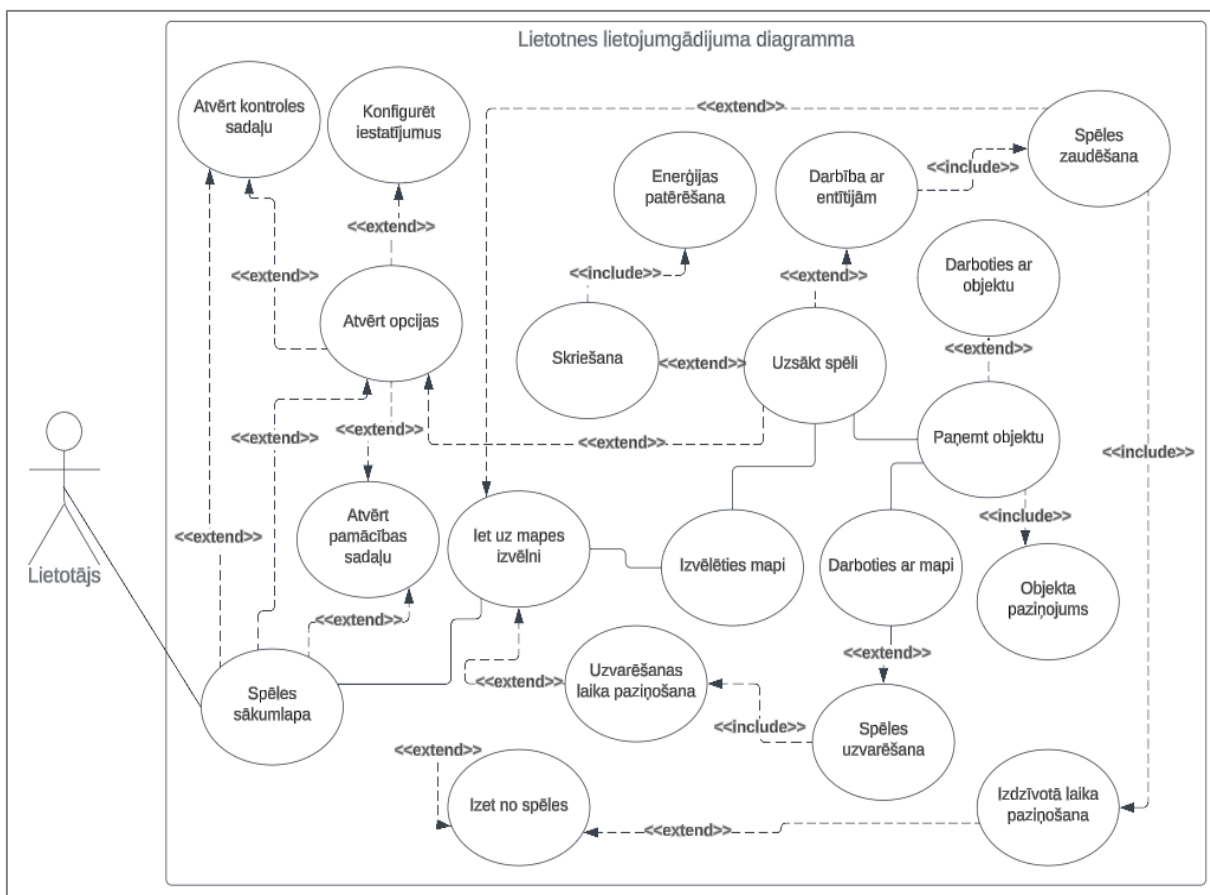 Lietotnes lietojumgādījuma diagramma
Atvērt kontroles
sadaļu
Konfigurēt
iestatījumus
<<extend>>
Spēles
zaudēšana
Enerģijas
patērēšana
Darbība ar
entītijām
<<include>>
<<extend>>
Darboties ar
objektu
<<extend>>
<<include>>
<<extend>>
Atvērt opcijas
Skriešana
<<extend>>
Uzsākt spēli
<<extend>>
<<extend>>
<<extend>>
<<extend>>
Paņemt objektu
<<include>>
Atvērt
pamācības
sadaļu
<<extend>>
Iet uz mapes
izvēlni
Izvēlēties mapi
Darboties ar mapi
<<include>>
Lietotājs
Objekta
paziņojums
<<extend>>
<<extend>>
Uzvarēšanas
laika paziņošana
<<extend>>
Spēles
sākumlapa
<<include>>
Spēles
uzvarēšana
<<extend>>
Izet no spēles
Izdzīvotā laika
paziņošana
<<extend>>